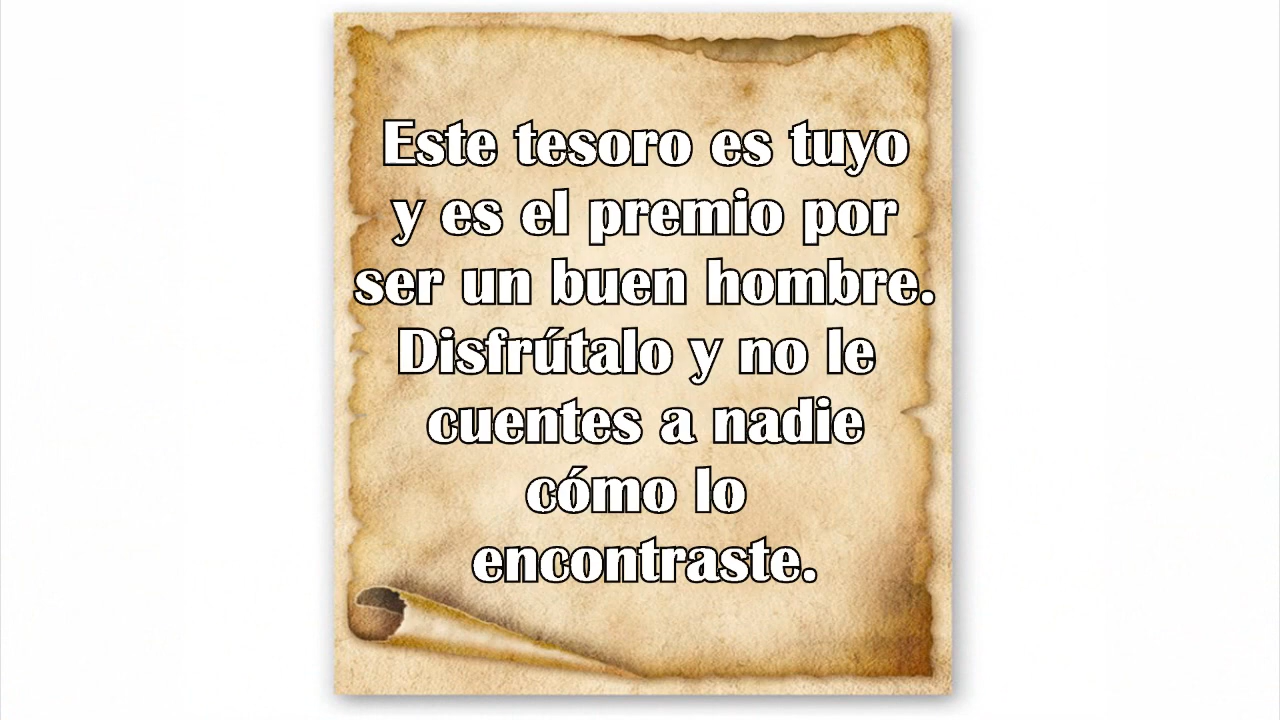 Este tesoro es tuyo
y es el premio por
ser un buen hombre.
Disfrútalo y no le
cuentes a nadie
cómo lo
encontraste.